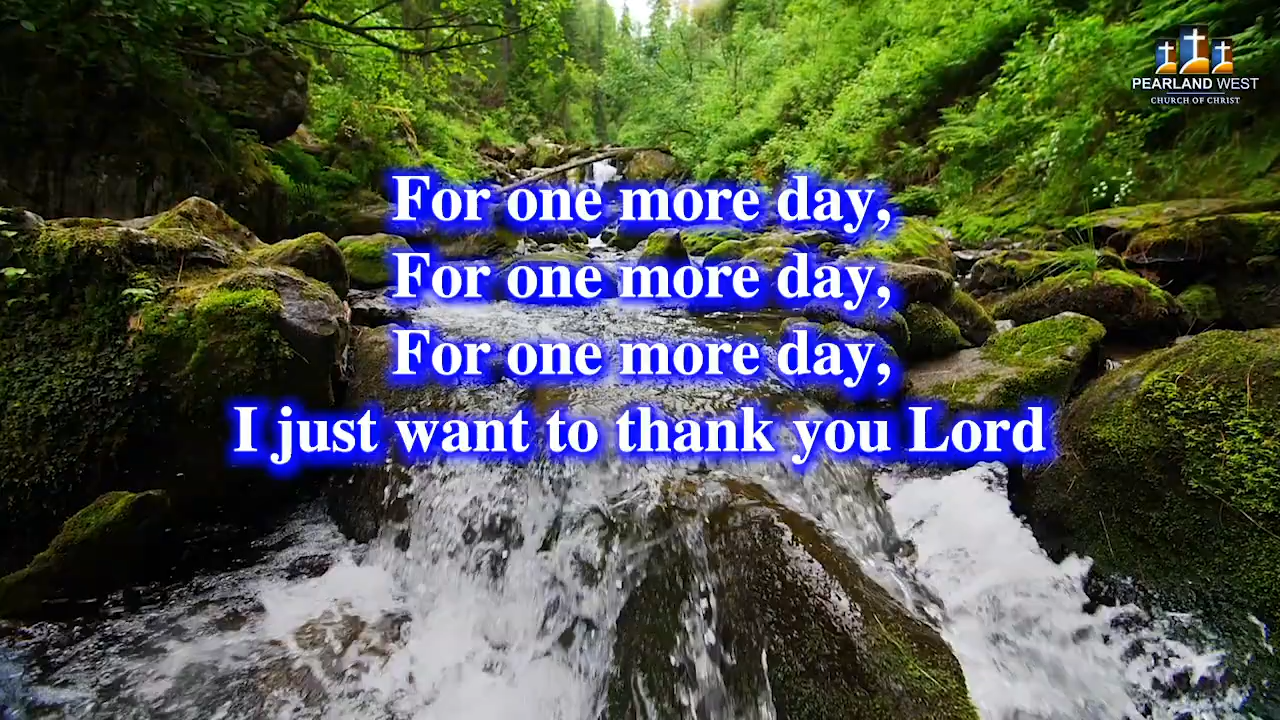 PEARLAND WEST
CHURCH OF CHRIST
For one more day,
For one more day,
For one more day,
I just want to thank you Lord